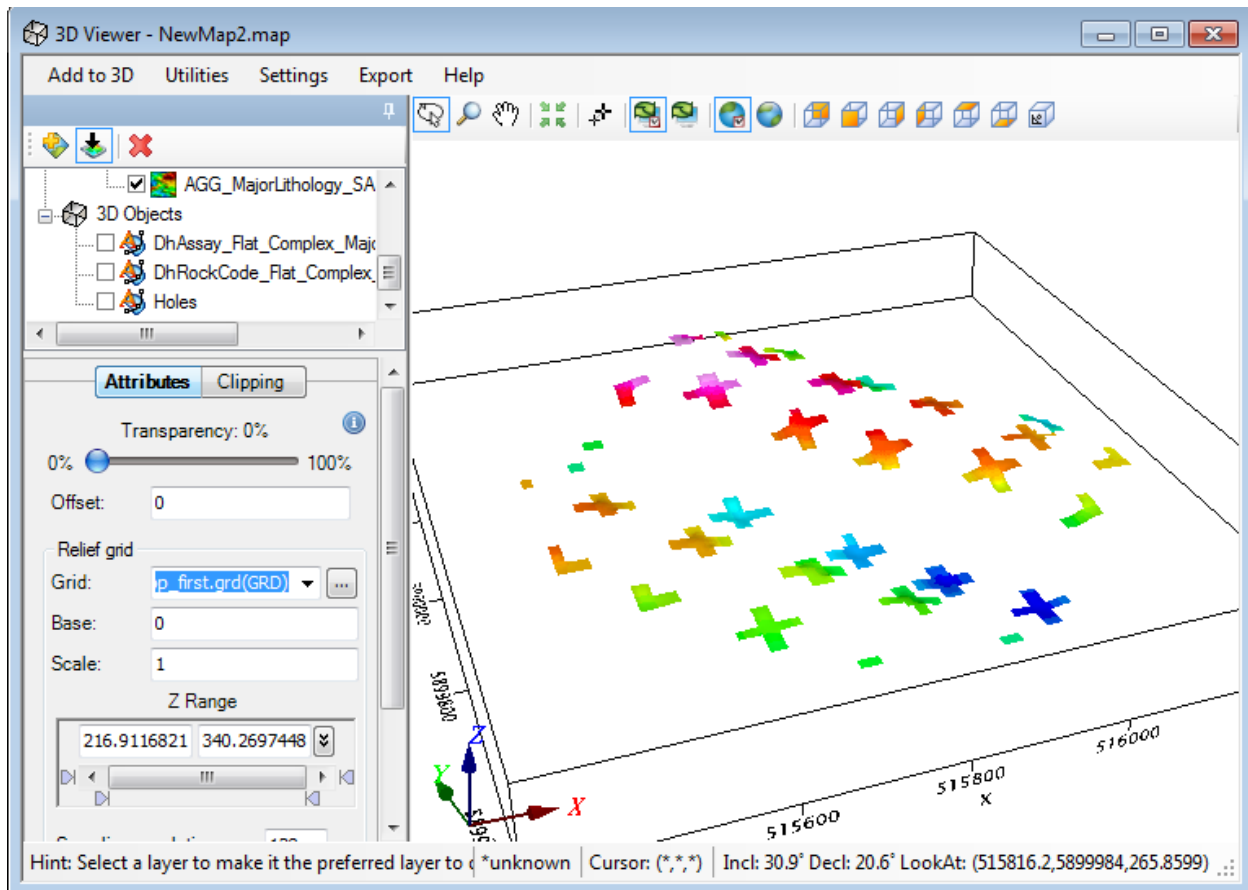 3D Viewer - NewMap2.map
Add to 3D Utilities Settings Export Help
AGG_MajorLithology_SA
3D Objects
DhAssay_Flat_Complex_Majo
DhRockCode_Flat_Complex_
Holes
Attributes Clipping
Transparency: 0%
0% 100%
Offset: 0
Relief grid
Grid: p_first.grd(GRD) ...
Base: 0
Scale: 1
Z Range
216.9116821 340.2697448
Z
Y
X
515600
515800
516000
x
Hint: Select a layer to make it the preferred layer to *unknown Cursor: (*,*,*) Incl: 30.9° Decl: 20.6° LookAt: (515816.2,5899984,265.8599)